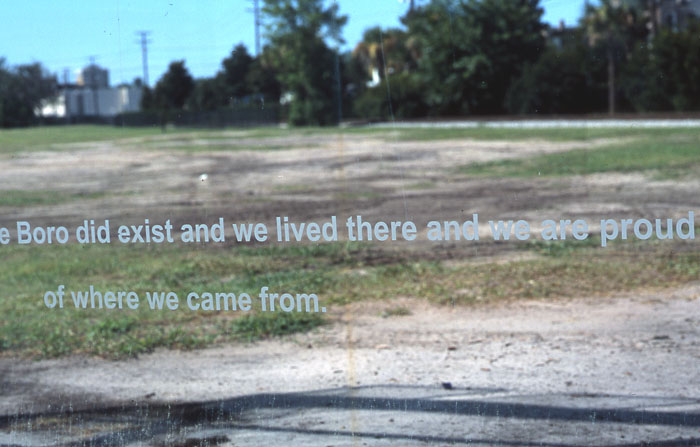 e Boro did exist and we lived there and we are proud
of where we came from.